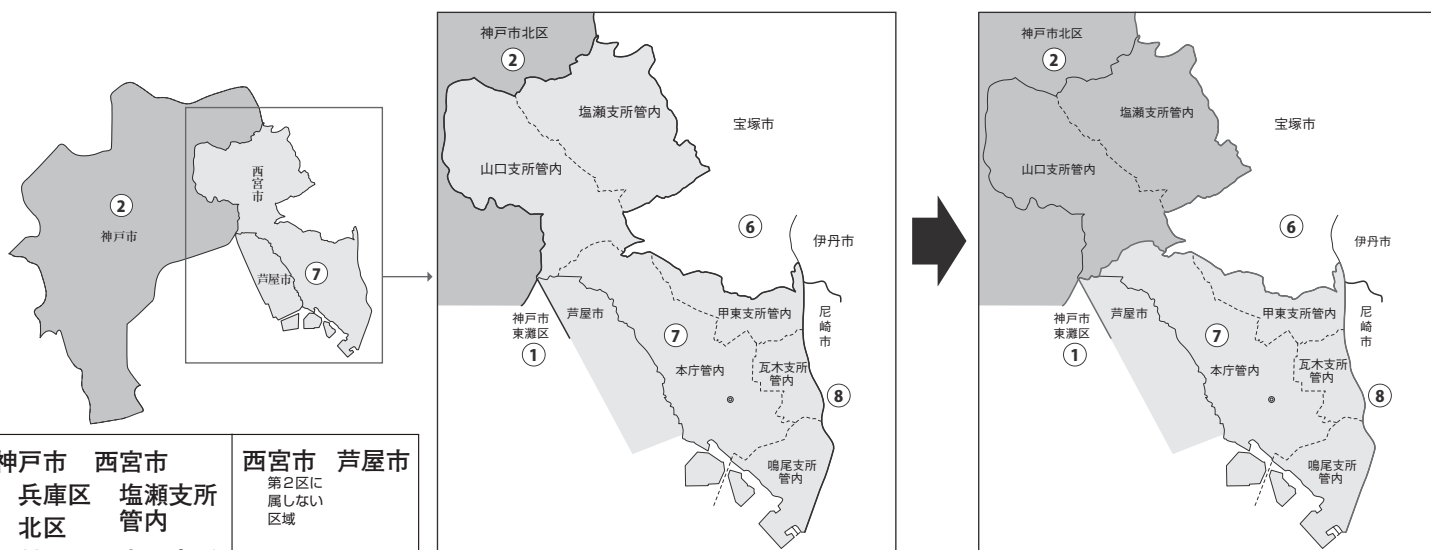 ②
神戸市
西宮市
芦屋市
⑦
神戸市北区
②
塩瀬支所管内
宝塚市
山口支所管内
⑥
伊丹市
神戸市
東灘区
①
芦屋市
⑦
甲東支所管内
尼崎市
本庁管内
瓦木支所
管内
⑧
鳴尾支所
管内
神戸市北区
②
塩瀬支所管内
宝塚市
山口支所管内
⑥
伊丹市
神戸市
東灘区
①
芦屋市
⑦
甲東支所管内
尼崎市
本庁管内
瓦木支所
管内
⑧
鳴尾支所
管内
神戸市 西宮市
兵庫区 塩瀬支所
北区 管内
西宮市 芦屋市
第2区に
属しない
区域